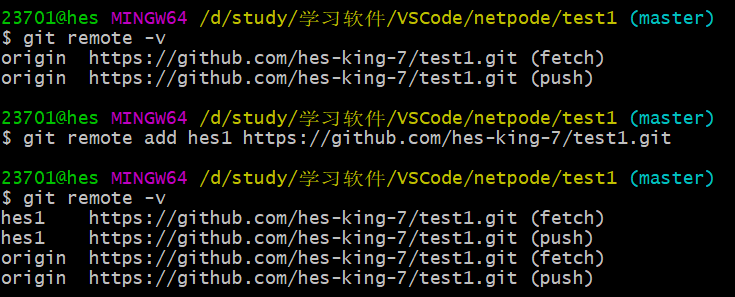 23701@hes MINGW64 /d/study/学习软件/VSCode/netpode/test1 (master)
$ git remote -v
origin  https://github.com/hes-king-7/test1.git (fetch)
origin  https://github.com/hes-king-7/test1.git (push)
23701@hes MINGW64 /d/study/学习软件/VSCode/netpode/test1 (master)
$ git remote add hes1 https://github.com/hes-king-7/test1.git
23701@hes MINGW64 /d/study/学习软件/VSCode/netpode/test1 (master)
$ git remote -v
hes1    https://github.com/hes-king-7/test1.git (fetch)
hes1    https://github.com/hes-king-7/test1.git (push)
origin  https://github.com/hes-king-7/test1.git (fetch)
origin  https://github.com/hes-king-7/test1.git (push)